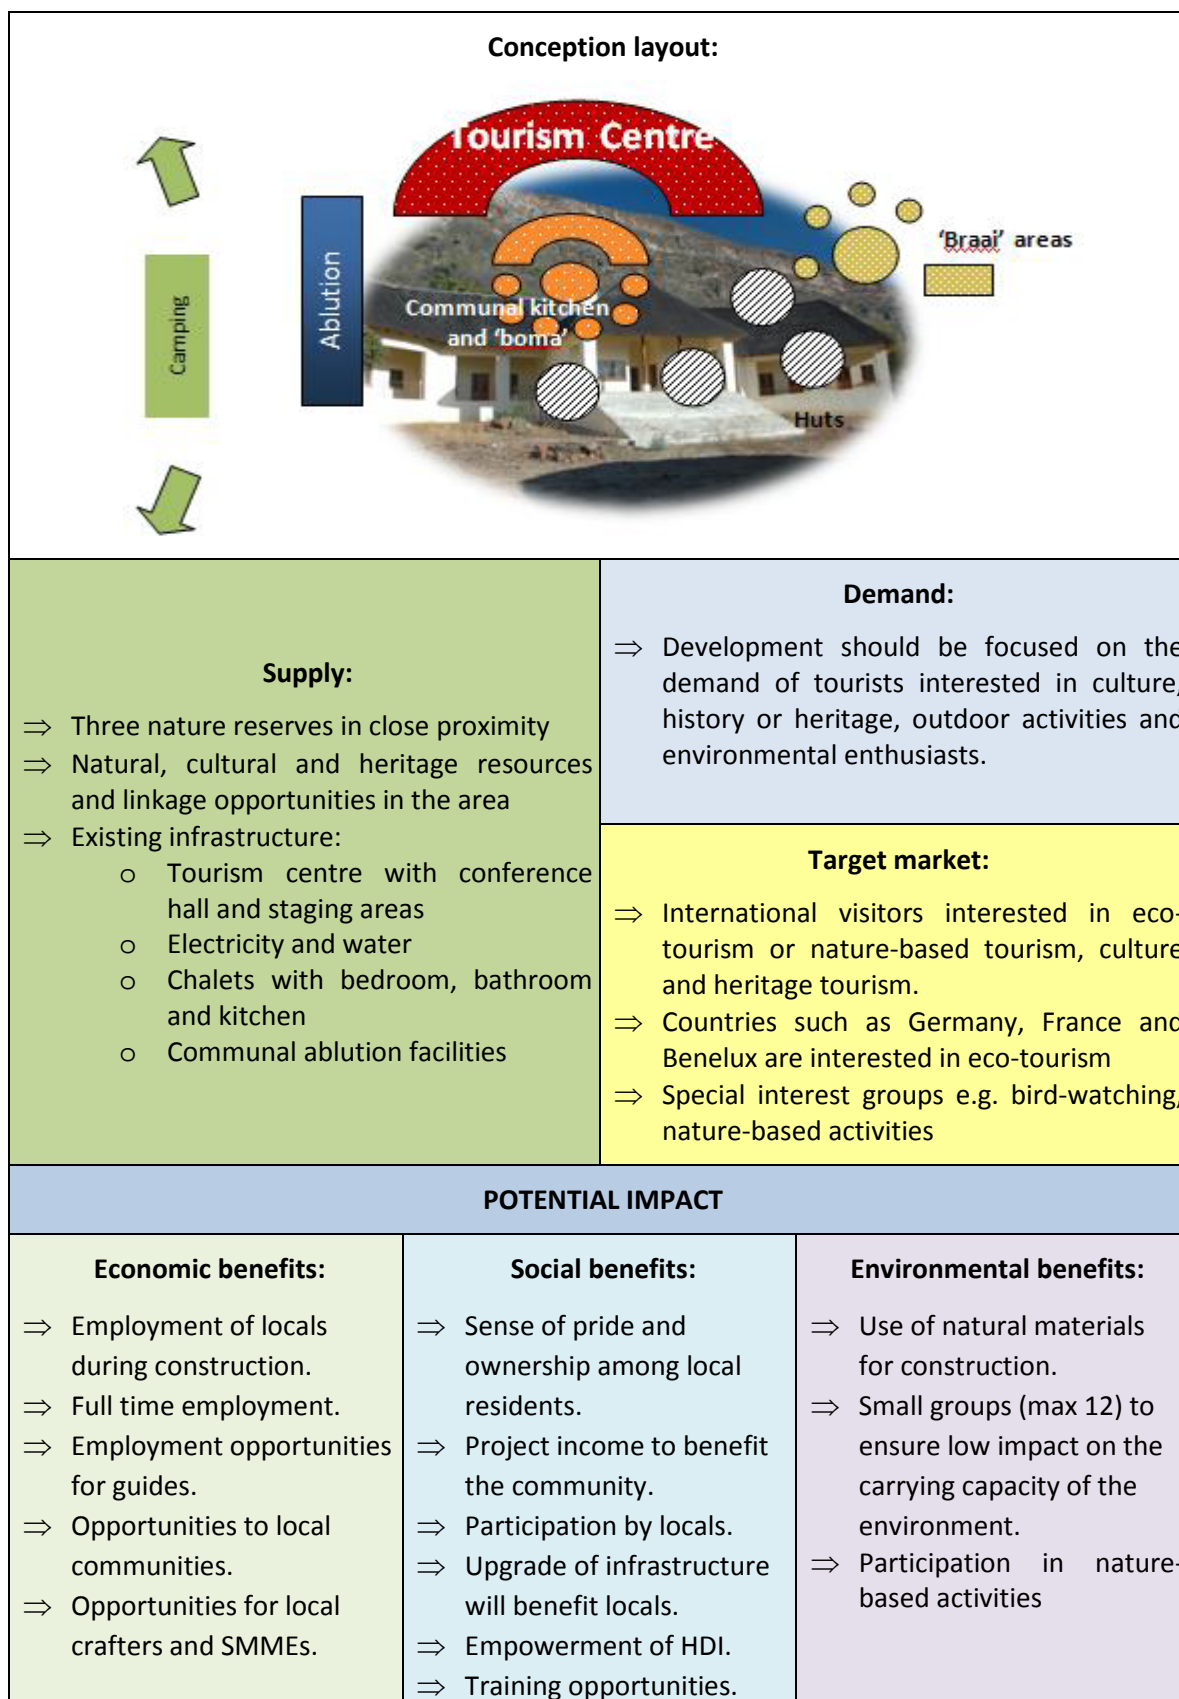 Conception layout:
Tourism Centre
Camping
Ablution
'Braai' areas
Communal kitchen
and 'boma'
Huts
Supply:
⇒ Three nature reserves in close proximity
⇒ Natural, cultural and heritage resources
and linkage opportunities in the area
⇒ Existing infrastructure:
o Tourism centre with conference
hall and staging areas
o Electricity and water
o Chalets with bedroom, bathroom
and kitchen
o Communal ablution facilities
Demand:
⇒ Development should be focused on the
demand of tourists interested in culture,
history or heritage, outdoor activities and
environmental enthusiasts.
Target market:
⇒ International visitors interested in eco-
tourism or nature-based tourism, culture
and heritage tourism.
⇒ Countries such as Germany, France and
Benelux are interested in eco-tourism
⇒ Special interest groups e.g. bird-watching,
nature-based activities
POTENTIAL IMPACT
Economic benefits:
⇒ Employment of locals
during construction.
⇒ Full time employment.
⇒ Employment opportunities
for guides.
⇒ Opportunities to local
communities.
⇒ Opportunities for local
crafters and SMMEs.
Social benefits:
⇒ Sense of pride and
ownership among local
residents.
⇒ Project income to benefit
the community.
⇒ Participation by locals.
⇒ Upgrade of infrastructure
will benefit locals.
⇒ Empowerment of HDI.
⇒ Training opportunities.
Environmental benefits:
⇒ Use of natural materials
for construction.
⇒ Small groups (max 12) to
ensure low impact on the
carrying capacity of the
environment.
⇒ Participation in nature-
based activities